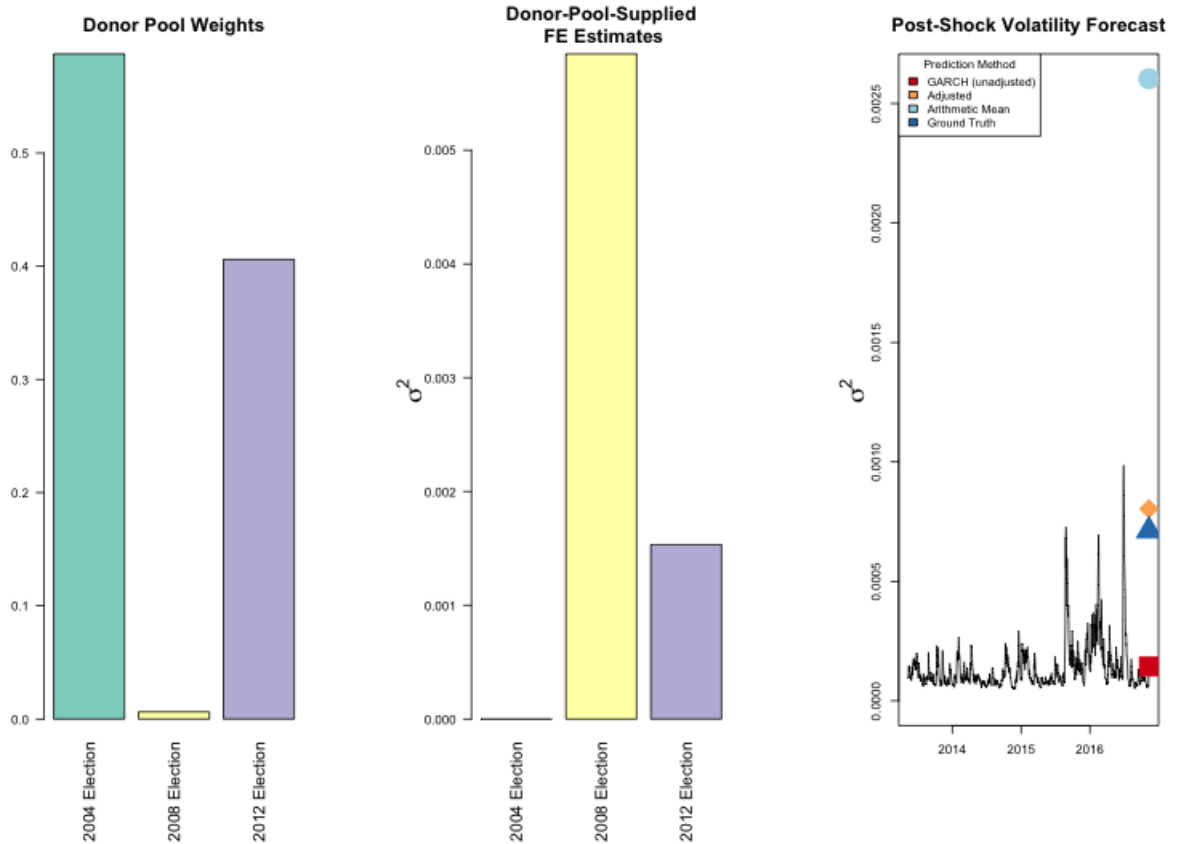 Donor Pool Weights
0.5
0.4
0.3
0.2
0.1
0.0
2004 Election
2008 Election
2012 Election
Donor-Pool-Supplied
FE Estimates
σ2
0.005
0.004
0.003
0.002
0.001
0.000
2004 Election
2008 Election
2012 Election
Post-Shock Volatility Forecast
Prediction Method
GARCH (unadjusted)
Adjusted
Arithmetic Mean
Ground Truth
σ2
0.0025
0.0020
0.0015
0.0010
0.0005
0.0000
2014
2015
2016